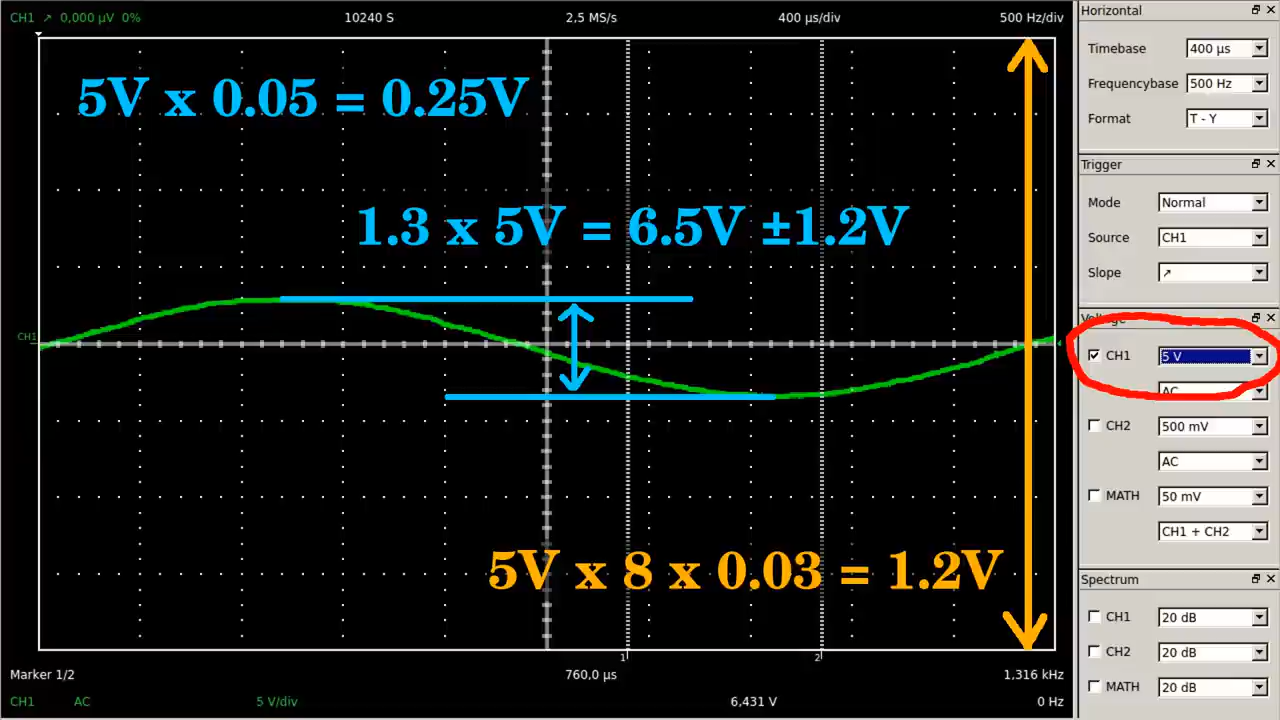 CH1 ↗ 0,000 µV 0% 10240 S 2,5 MS/s 400 µs/div 500 Hz/div
5V x 0.05 = 0.25V
1.3 x 5V = 6.5V ±1.2V
CH1
5V x 8 x 0.03 = 1.2V
1 2
Marker 1/2 760,0 µs 1,316 kHz
CH1 AC 5 V/div 6,431 V 0 Hz
Horizontal
Timebase 400 µs
Frequencybase 500 Hz
Format T - Y
Trigger
Mode Normal
Source CH1
Slope ↗
Voltage
CH1 5 V
AC
CH2 500 mV
AC
MATH 50 mV
CH1 + CH2
Spectrum
CH1 20 dB
CH2 20 dB
MATH 20 dB